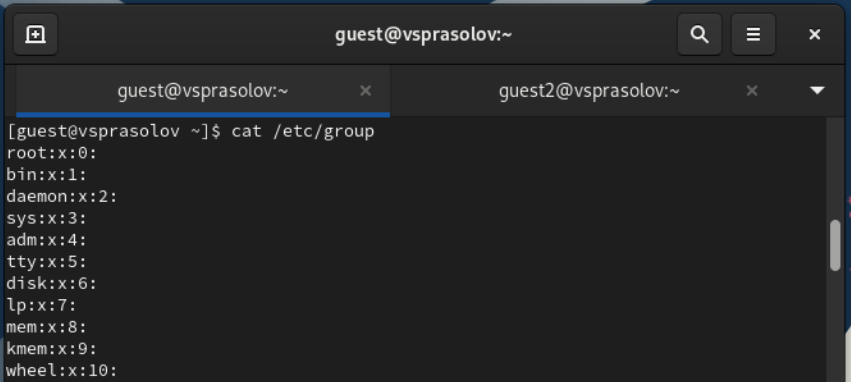 guest@vsprasolov:~
guest@vsprasolov:~
guest2@vsprasolov:~
[guest@vsprasolov ~]$ cat /etc/group
root:x:0:
bin:x:1:
daemon:x:2:
sys:x:3:
adm:x:4:
tty:x:5:
disk:x:6:
lp:x:7:
mem:x:8:
kmem:x:9:
wheel:x:10: